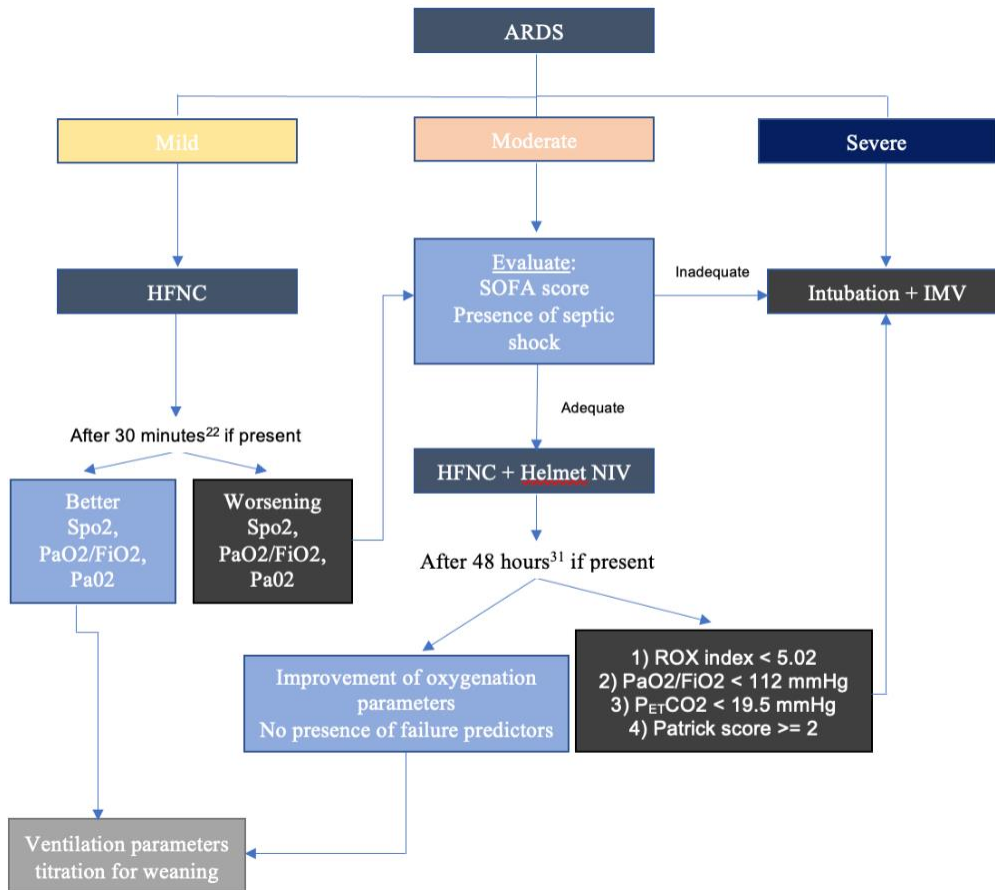 ARDS
Mild
Moderate
Severe
HFNC
Evaluate:
SOFA score
Presence of septic
shock
Inadequate
Intubation + IMV
Adequate
After 30 minutes22 if present
Better
Spo2,
PaO2/FiO2,
Pa02
Worsening
Spo2,
PaO2/FiO2,
Pa02
HFNC + Helmet NIV
After 48 hours31 if present
Improvement of oxygenation
parameters
No presence of failure predictors
1) ROX index < 5.02
2) PaO2/FiO2 < 112 mmHg
3) PETCO2 < 19.5 mmHg
4) Patrick score >= 2
Ventilation parameters
titration for weaning